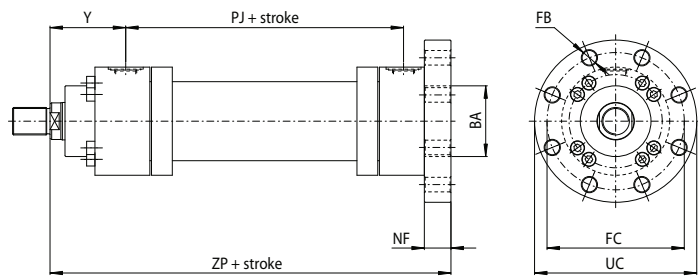 Y
PJ + stroke
FB
BA
NF
FC
ZP + stroke
UC